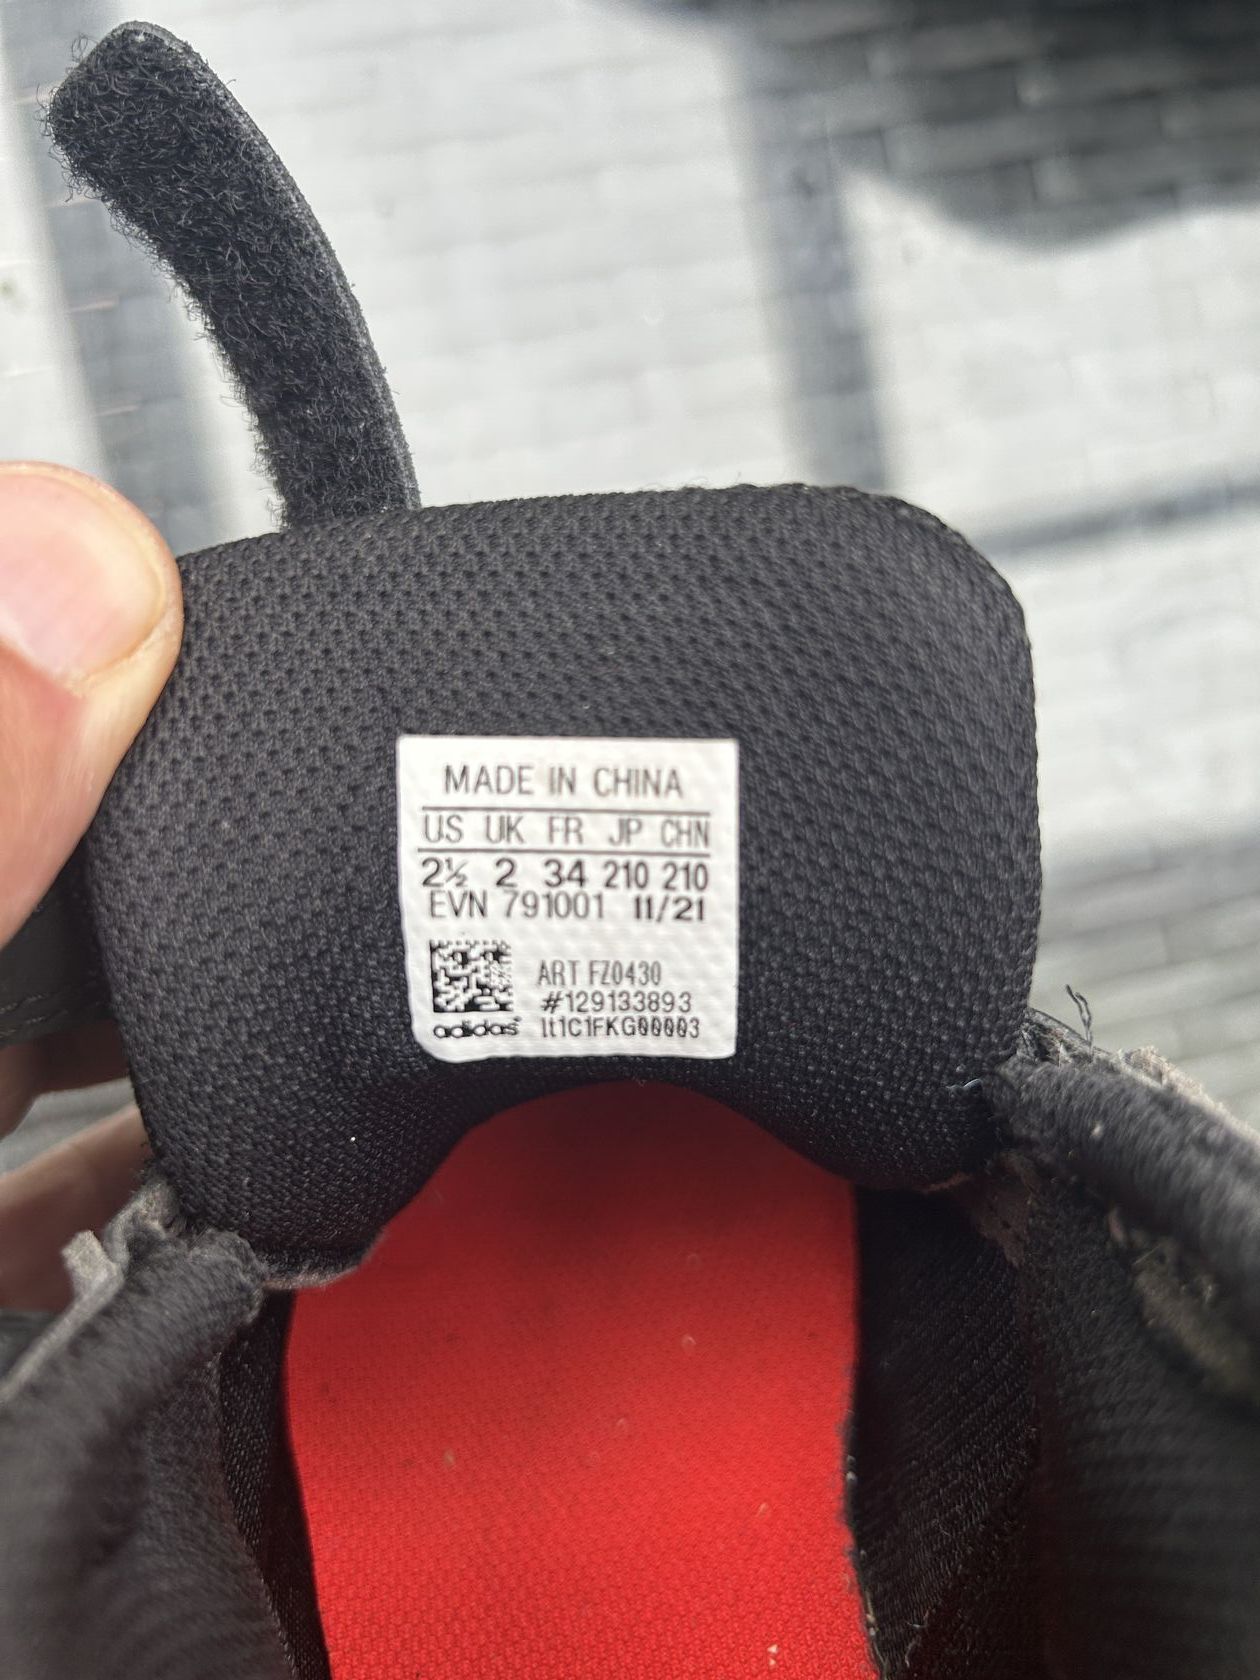 MADE IN CHINA
US UK FR JP CHN
2½ 2 34 210 210
EVN 791001 11/21
ART FZ0430
#129133893
adidas lt1C1FKG00003